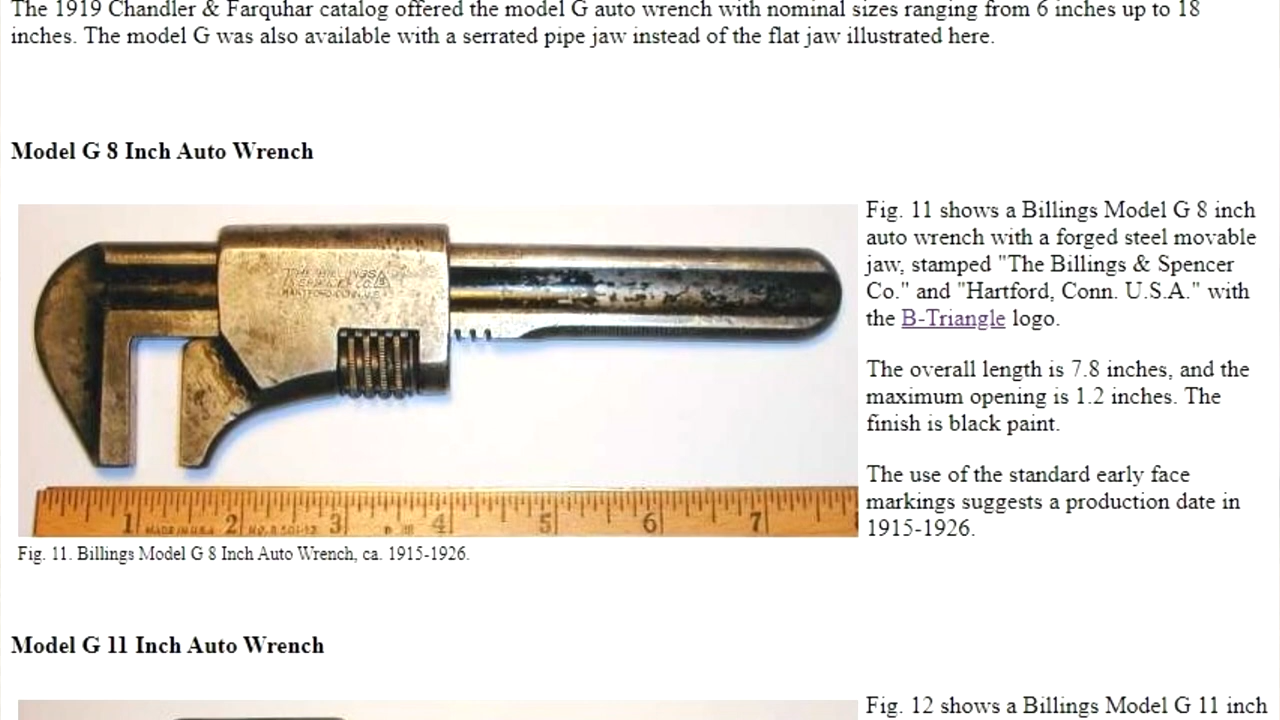 The 1919 Chandler & Farquhar catalog offered the model G auto wrench with nominal sizes ranging from 6 inches up to 18
inches. The model G was also available with a serrated pipe jaw instead of the flat jaw illustrated here.
Model G 8 Inch Auto Wrench
THE BILLINGS &
SPENCER CO.
HARTFORD.CONN.U.S.A.
1 2 3 4 5 6 7
MADE IN U.S.A.
Fig. 11. Billings Model G 8 Inch Auto Wrench, ca. 1915-1926.
Fig. 11 shows a Billings Model G 8 inch
auto wrench with a forged steel movable
jaw, stamped "The Billings & Spencer
Co." and "Hartford, Conn. U.S.A." with
the B-Triangle logo.
The overall length is 7.8 inches, and the
maximum opening is 1.2 inches. The
finish is black paint.
The use of the standard early face
markings suggests a production date in
1915-1926.
Model G 11 Inch Auto Wrench
Fig. 12 shows a Billings Model G 11 inch